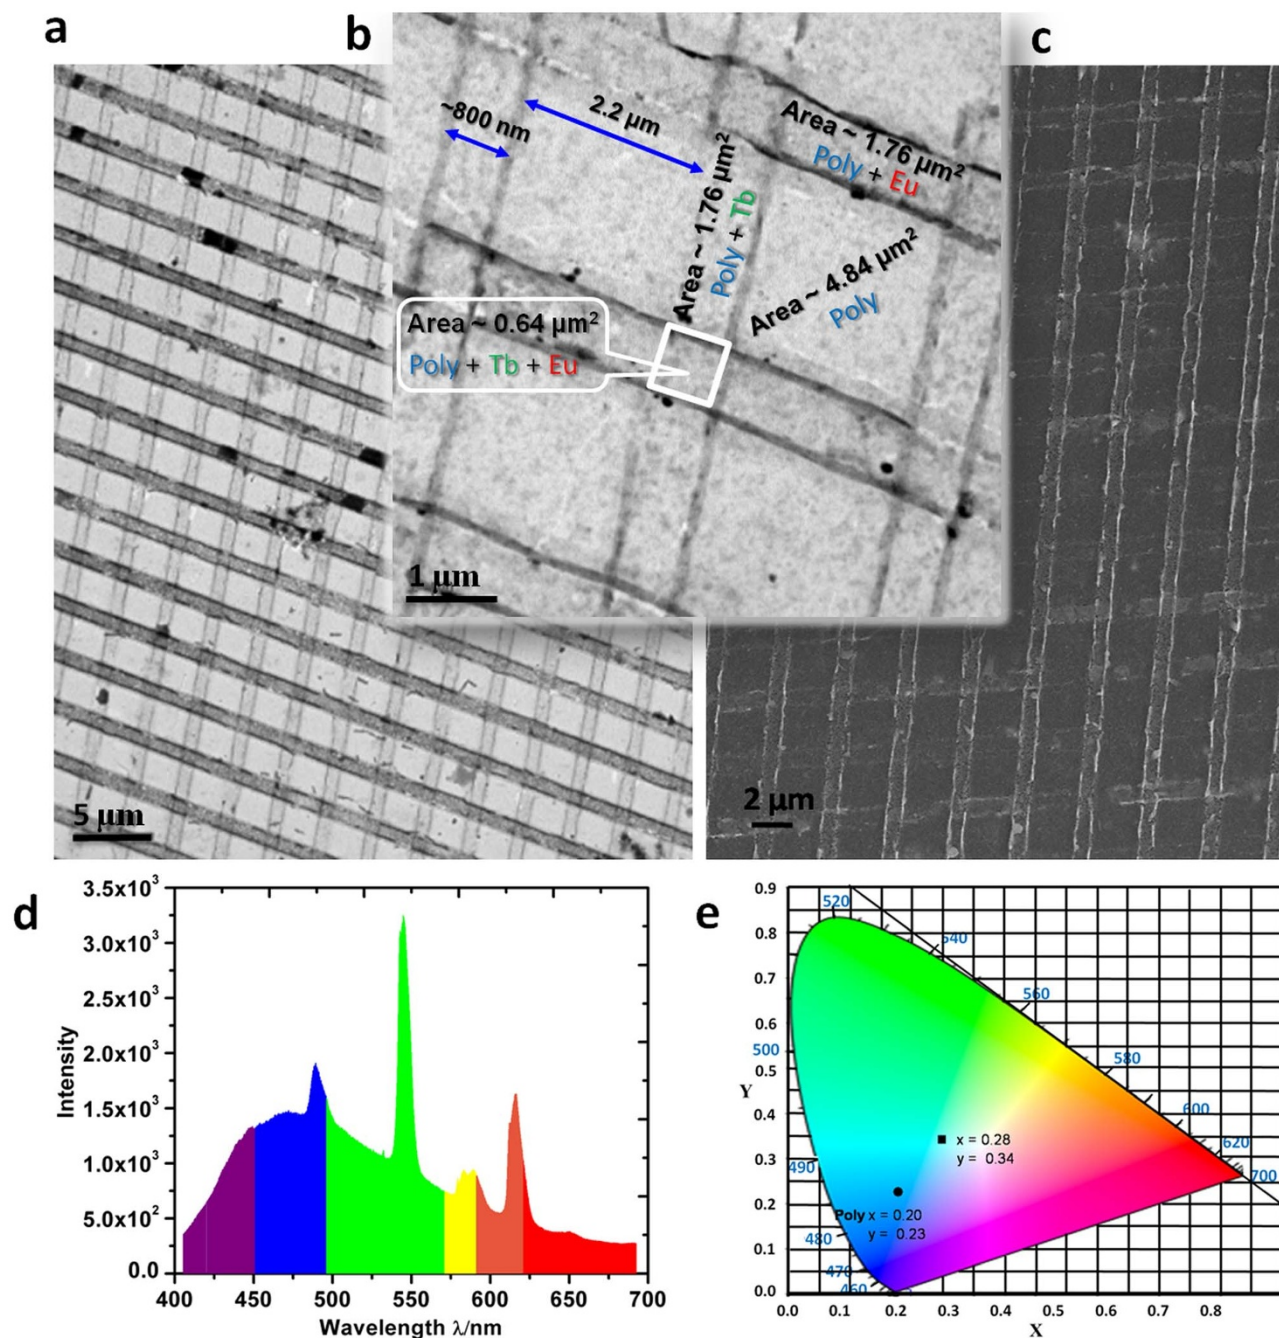 a
b
c
~800 nm
2.2 µm
Area ~ 1.76 µm²
Poly + Eu
Area ~ 1.76 µm²
Poly + Tb
Area ~ 4.84 µm²
Poly
Area ~ 0.64 µm²
Poly + Tb + Eu
1 µm
5 µm
2 µm
d
3.5x10³
3.0x10³
2.5x10³
2.0x10³
1.5x10³
1.0x10³
5.0x10²
0.0
Intensity
400 450 500 550 600 650 700
Wavelength λ/nm
e
0.9
0.8
0.7
0.6
0.5
0.4
0.3
0.2
0.1
0.0
Y
520
540
560
500
580
600
620
490
700
480
470
460
x = 0.28
y = 0.34
Poly x = 0.20
y = 0.23
0.0 0.1 0.2 0.3 0.4 0.5 0.6 0.7 0.8
X